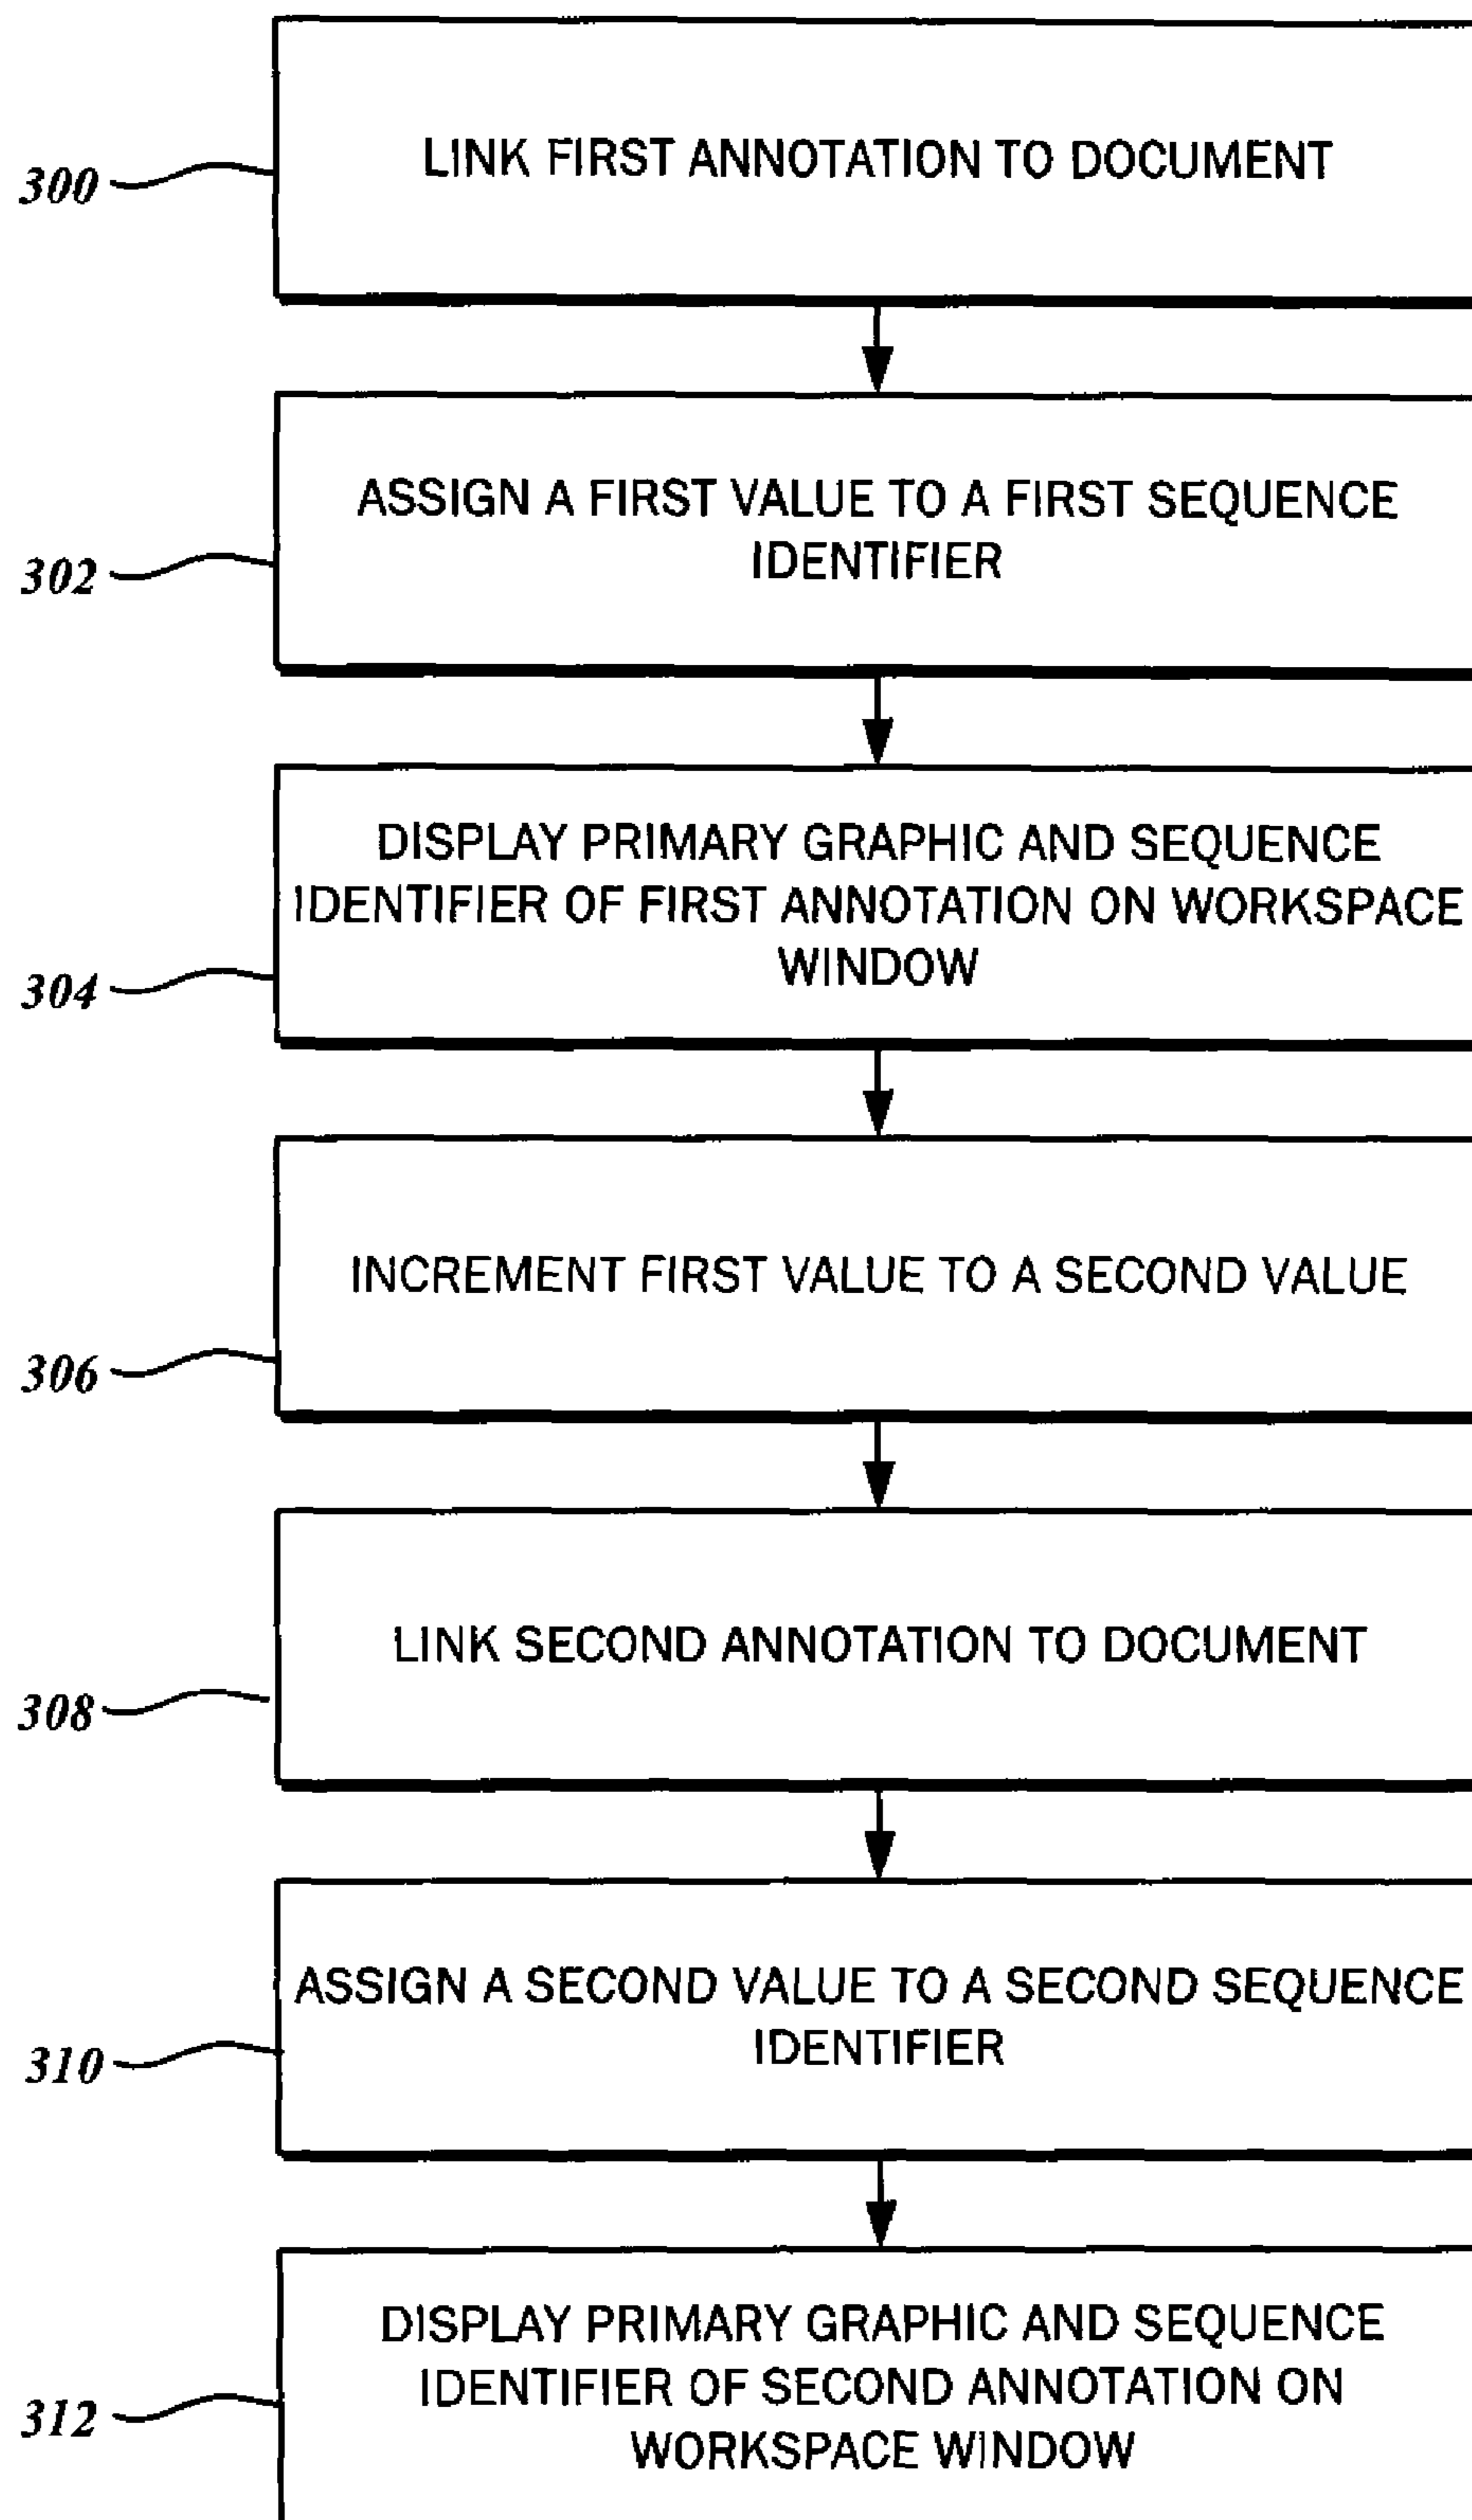 LINK FIRST ANNOTATION TO DOCUMENT
300
ASSIGN A FIRST VALUE TO A FIRST SEQUENCE
IDENTIFIER
302
DISPLAY PRIMARY GRAPHIC AND SEQUENCE
IDENTIFIER OF FIRST ANNOTATION ON WORKSPACE
WINDOW
304
INCREMENT FIRST VALUE TO A SECOND VALUE
306
LINK SECOND ANNOTATION TO DOCUMENT
308
ASSIGN A SECOND VALUE TO A SECOND SEQUENCE
IDENTIFIER
310
DISPLAY PRIMARY GRAPHIC AND SEQUENCE
IDENTIFIER OF SECOND ANNOTATION ON
WORKSPACE WINDOW
312